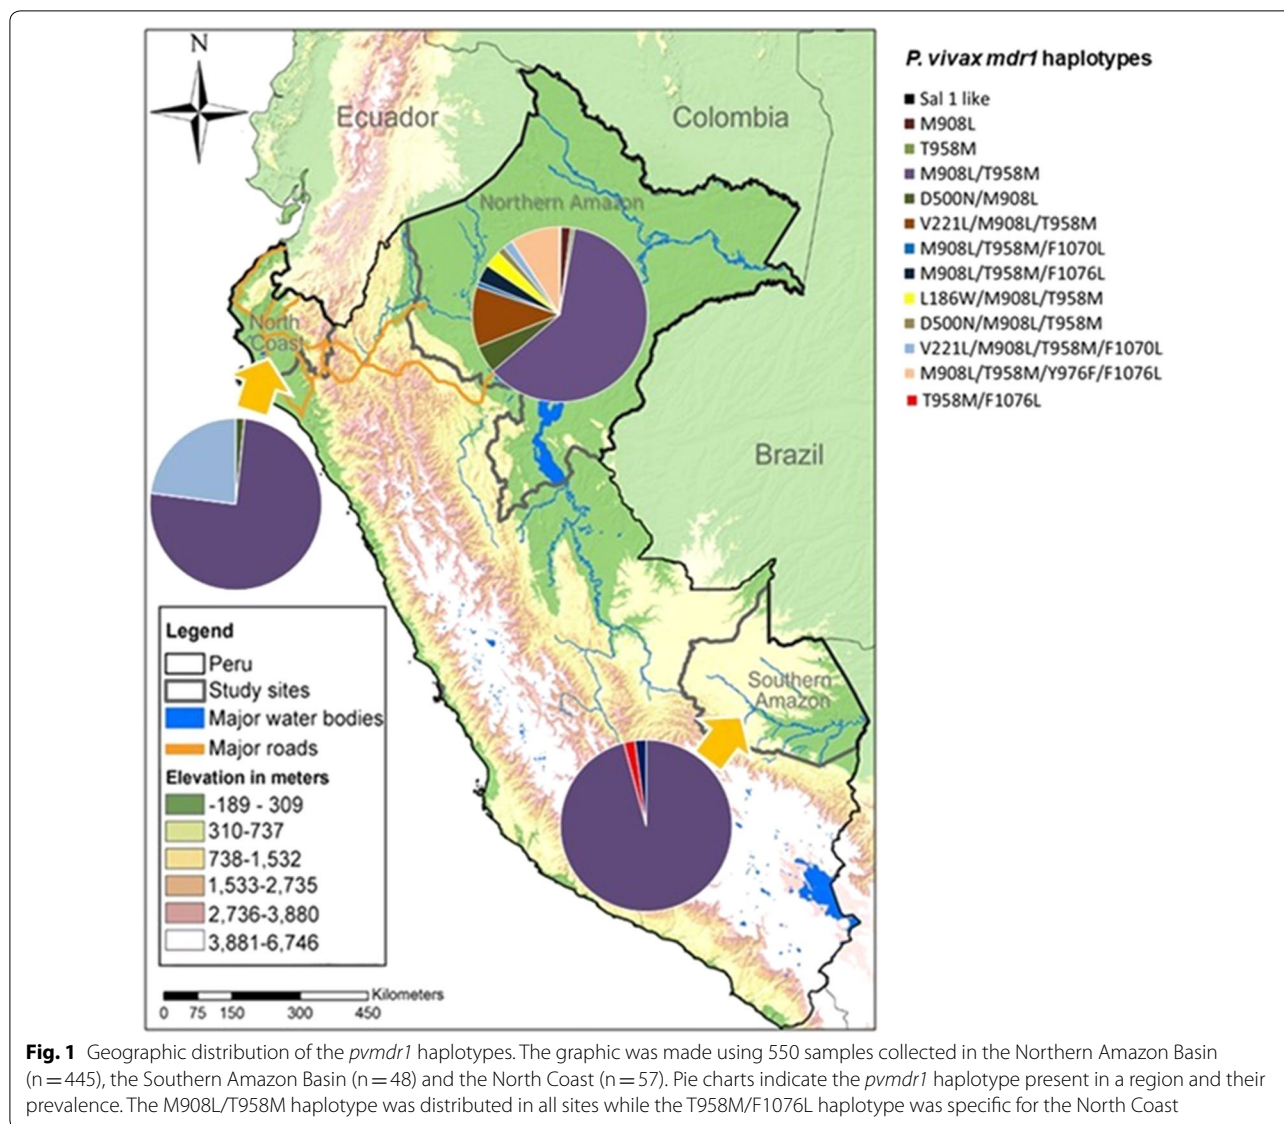 N
Ecuador
Colombia
Northern Amazon
North
Coast
Brazil
Southern
Amazon
P. vivax mdr1 haplotypes
Sal 1 like
M908L
T958M
M908L/T958M
D500N/M908L
V221L/M908L/T958M
M908L/T958M/F1070L
M908L/T958M/F1076L
L186W/M908L/T958M
D500N/M908L/T958M
V221L/M908L/T958M/F1070L
M908L/T958M/Y976F/F1076L
T958M/F1076L
Legend
Peru
Study sites
Major water bodies
Major roads
Elevation in meters
-189 - 309
310-737
738-1,532
1,533-2,735
2,736-3,880
3,881-6,746
Kilometers
0 75 150 300 450
Fig. 1 Geographic distribution of the pvmdr1 haplotypes. The graphic was made using 550 samples collected in the Northern Amazon Basin
(n = 445), the Southern Amazon Basin (n = 48) and the North Coast (n = 57). Pie charts indicate the pvmdr1 haplotype present in a region and their
prevalence. The M908L/T958M haplotype was distributed in all sites while the T958M/F1076L haplotype was specific for the North Coast